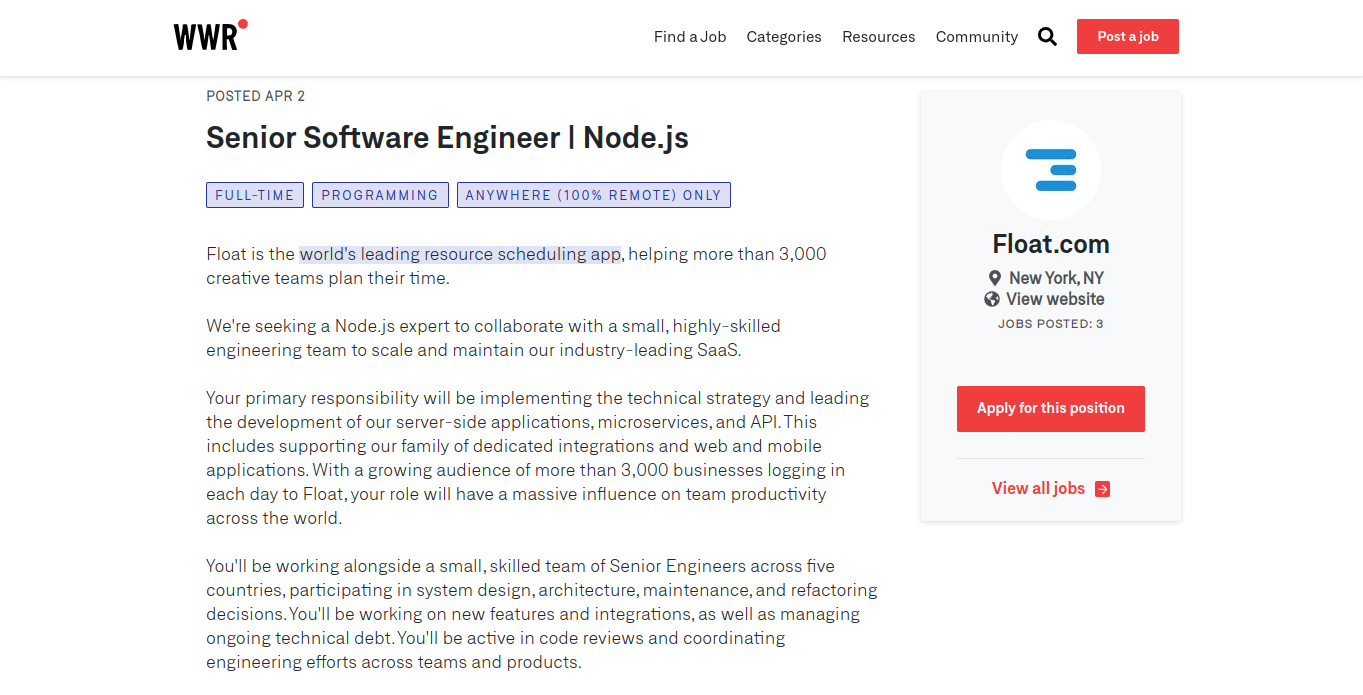 WWR
Find a Job Categories Resources Community Post a job
POSTED APR 2
Senior Software Engineer | Node.js
FULL-TIME PROGRAMMING ANYWHERE (100% REMOTE) ONLY
Float is the world's leading resource scheduling app, helping more than 3,000
creative teams plan their time.
We're seeking a Node.js expert to collaborate with a small, highly-skilled
engineering team to scale and maintain our industry-leading SaaS.
Your primary responsibility will be implementing the technical strategy and leading
the development of our server-side applications, microservices, and API. This
includes supporting our family of dedicated integrations and web and mobile
applications. With a growing audience of more than 3,000 businesses logging in
each day to Float, your role will have a massive influence on team productivity
across the world.
You'll be working alongside a small, skilled team of Senior Engineers across five
countries, participating in system design, architecture, maintenance, and refactoring
decisions. You'll be working on new features and integrations, as well as managing
ongoing technical debt. You'll be active in code reviews and coordinating
engineering efforts across teams and products.
Float.com
New York, NY
View website
JOBS POSTED: 3
Apply for this position
View all jobs